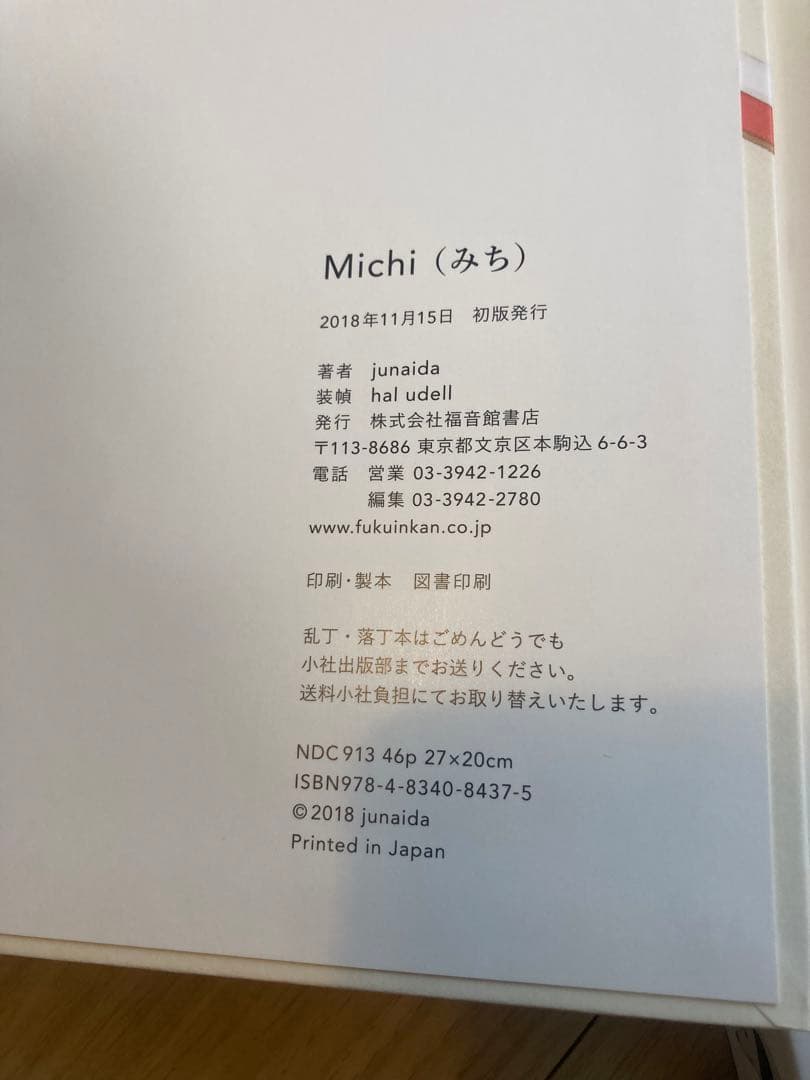 Michi（みち）
2018年11月15日　初版発行
著者　junaida
装幀　hal udell
発行　株式会社福音館書店
〒113-8686 東京都文京区本駒込 6-6-3
電話　営業 03-3942-1226
編集 03-3942-2780
www.fukuinkan.co.jp
印刷・製本　図書印刷
乱丁・落丁本はごめんどうでも
小社出版部までお送りください。
送料小社負担にてお取り替えいたします。
NDC 913 46p 27×20cm
ISBN978-4-8340-8437-5
©2018 junaida
Printed in Japan